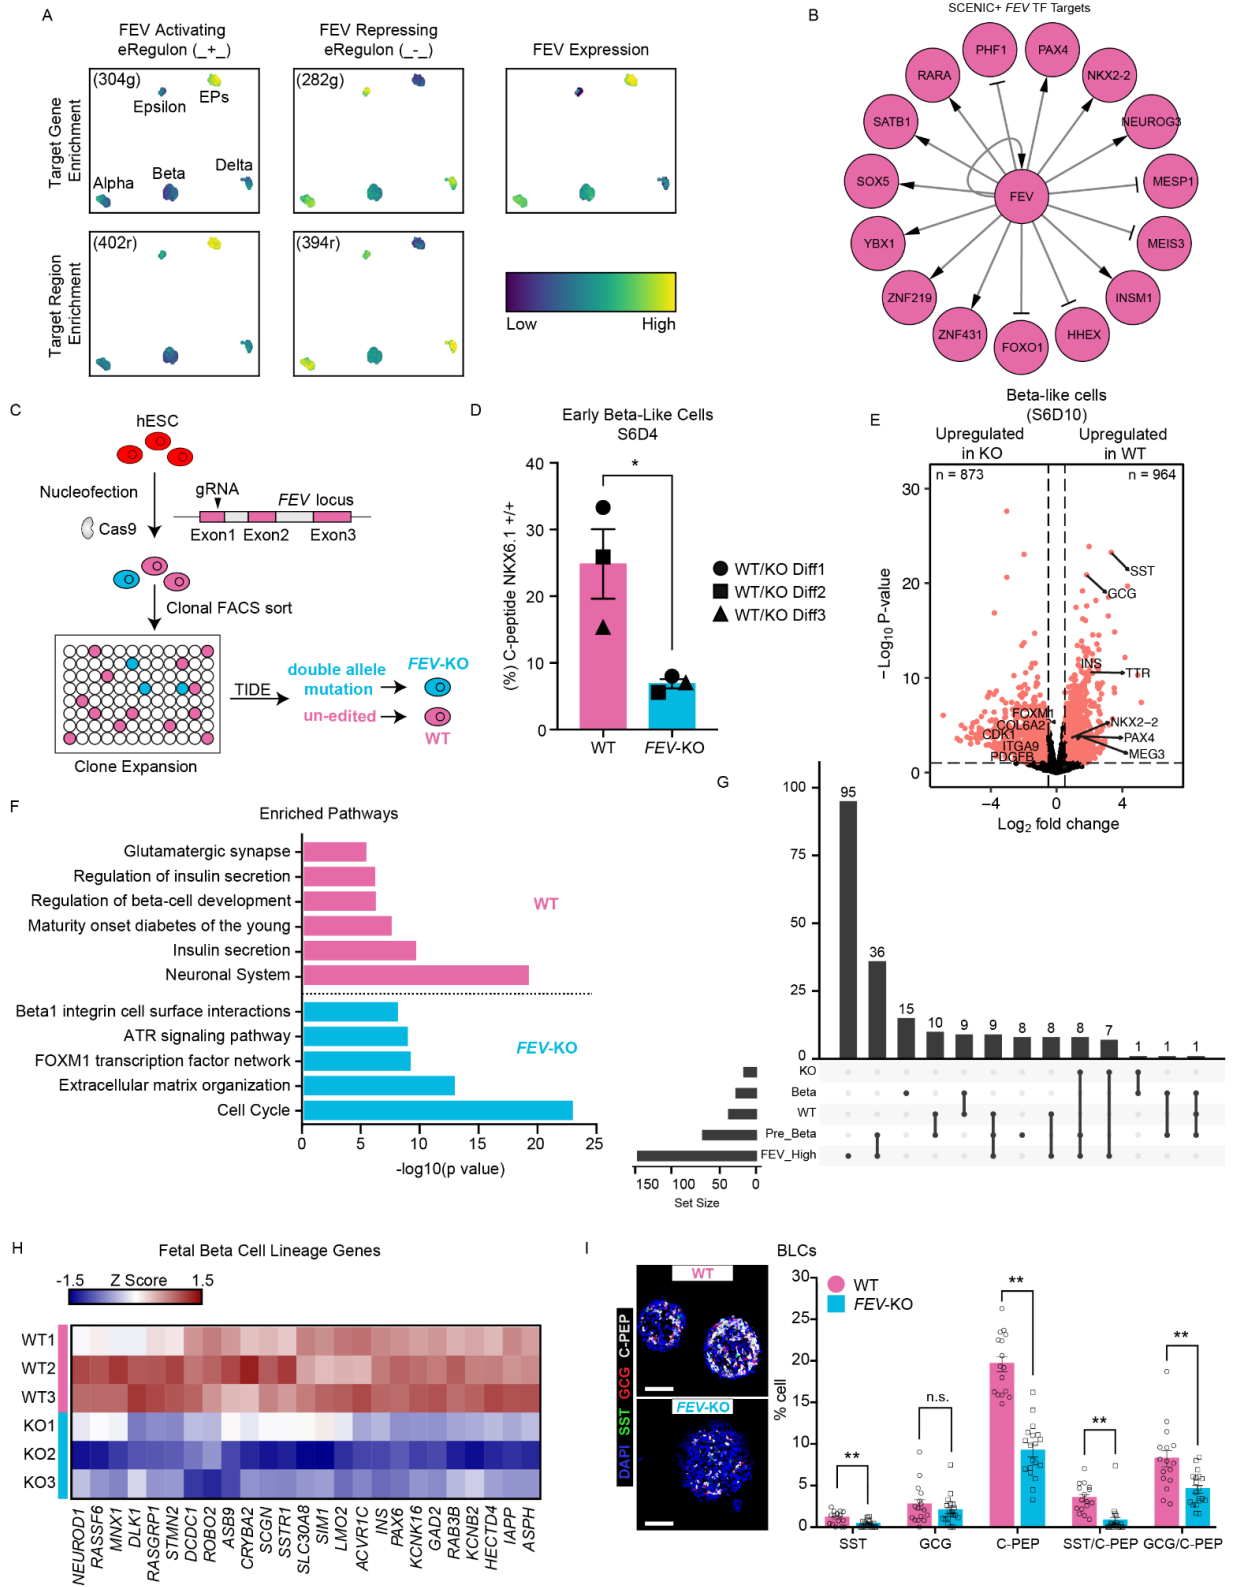 A
FEV Activating
eRegulon (_+_)
FEV Repressing
eRegulon (_-_)
FEV Expression
Target Gene
Enrichment
(304g)
Epsilon
EPs
Alpha
Beta
Delta
(282g)
Target Region
Enrichment
(402r)
(394r)
Low
High
B
SCENIC+ FEV TF Targets
PHF1
PAX4
RARA
NKX2-2
SATB1
NEUROG3
SOX5
MESP1
FEV
YBX1
MEIS3
ZNF219
INSM1
ZNF431
HHEX
FOXO1
C
hESC
Nucleofection
Cas9
gRNA
FEV locus
Exon1
Exon2
Exon3
Clonal FACS sort
TIDE
double allele
mutation
FEV-KO
un-edited
WT
Clone Expansion
D
Early Beta-Like Cells
S6D4
(%) C-peptide NKX6.1 +/+
40
30
20
10
0
*
WT
FEV-KO
WT/KO Diff1
WT/KO Diff2
WT/KO Diff3
E
Beta-like cells
(S6D10)
Upregulated
in KO
Upregulated
in WT
n = 873
n = 964
−Log10 P-value
30
20
10
0
SST
GCG
INS
TTR
FOXM1
COL6A2
CDK1
ITGA9
PDGFB
NKX2−2
PAX4
MEG3
−4
0
4
Log2 fold change
F
Enriched Pathways
Glutamatergic synapse
Regulation of insulin secretion
Regulation of beta-cell development
Maturity onset diabetes of the young
Insulin secretion
Neuronal System
WT
Beta1 integrin cell surface interactions
ATR signaling pathway
FOXM1 transcription factor network
Extracellular matrix organization
Cell Cycle
FEV-KO
0
5
10
15
20
25
-log10(p value)
G
100
75
50
25
0
95
36
15
10
9
9
8
8
8
7
1
1
1
KO
Beta
WT
Pre_Beta
FEV_High
150
100
50
0
Set Size
H
Fetal Beta Cell Lineage Genes
-1.5
Z Score
1.5
WT1
WT2
WT3
KO1
KO2
KO3
NEUROD1
RASSF6
MNX1
DLK1
RASGRP1
STMN2
DCDC1
ROBO2
ASB9
CRYBA2
SCGN
SSTR1
SLC30A8
SIM1
LMO2
ACVR1C
INS
PAX6
KCNK16
GAD2
RAB3B
KCNB2
HECTD4
IAPP
ASPH
I
BLCs
WT
FEV-KO
DAPI SST GCG C-PEP
WT
FEV-KO
% cell
30
25
20
15
10
5
0
**
n.s.
**
**
**
SST
GCG
C-PEP
SST/C-PEP
GCG/C-PEP